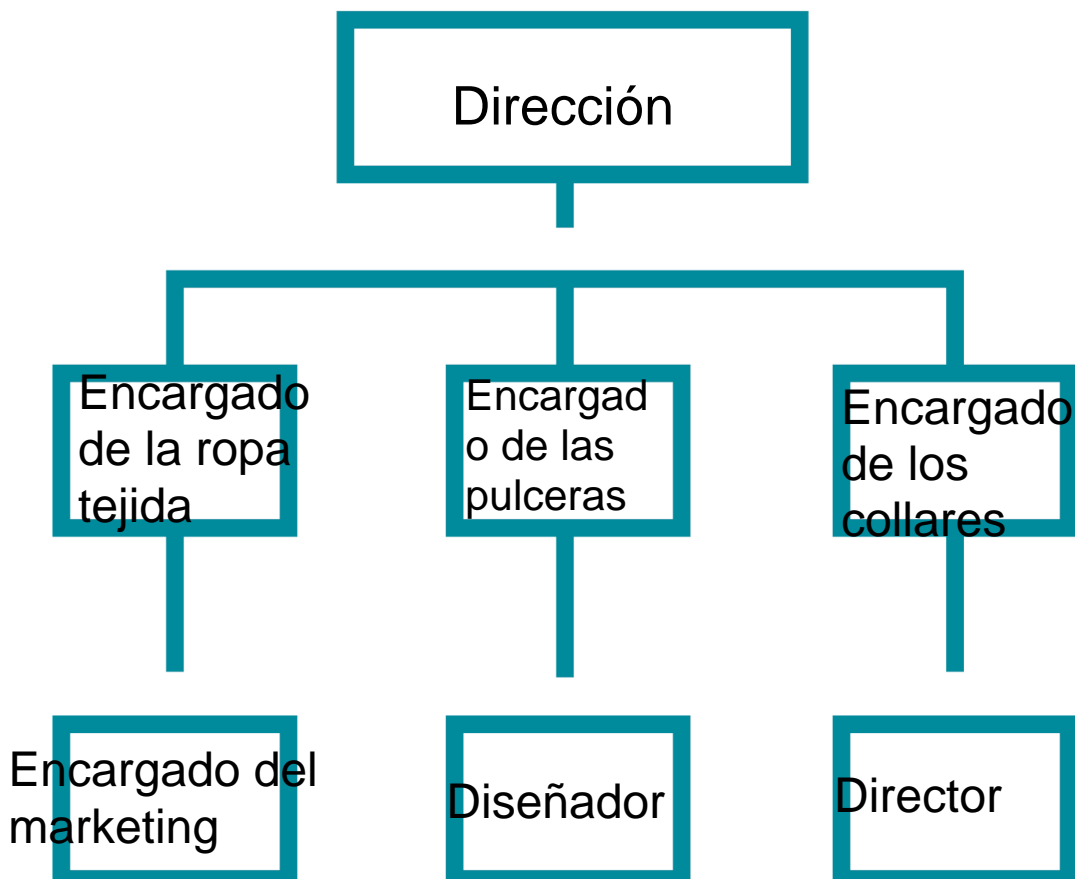 Dirección
Encargado
de la ropa
tejida
Encargad
o de las
pulceras
Encargado
de los
collares
Encargado del
marketing
Diseñador
Director